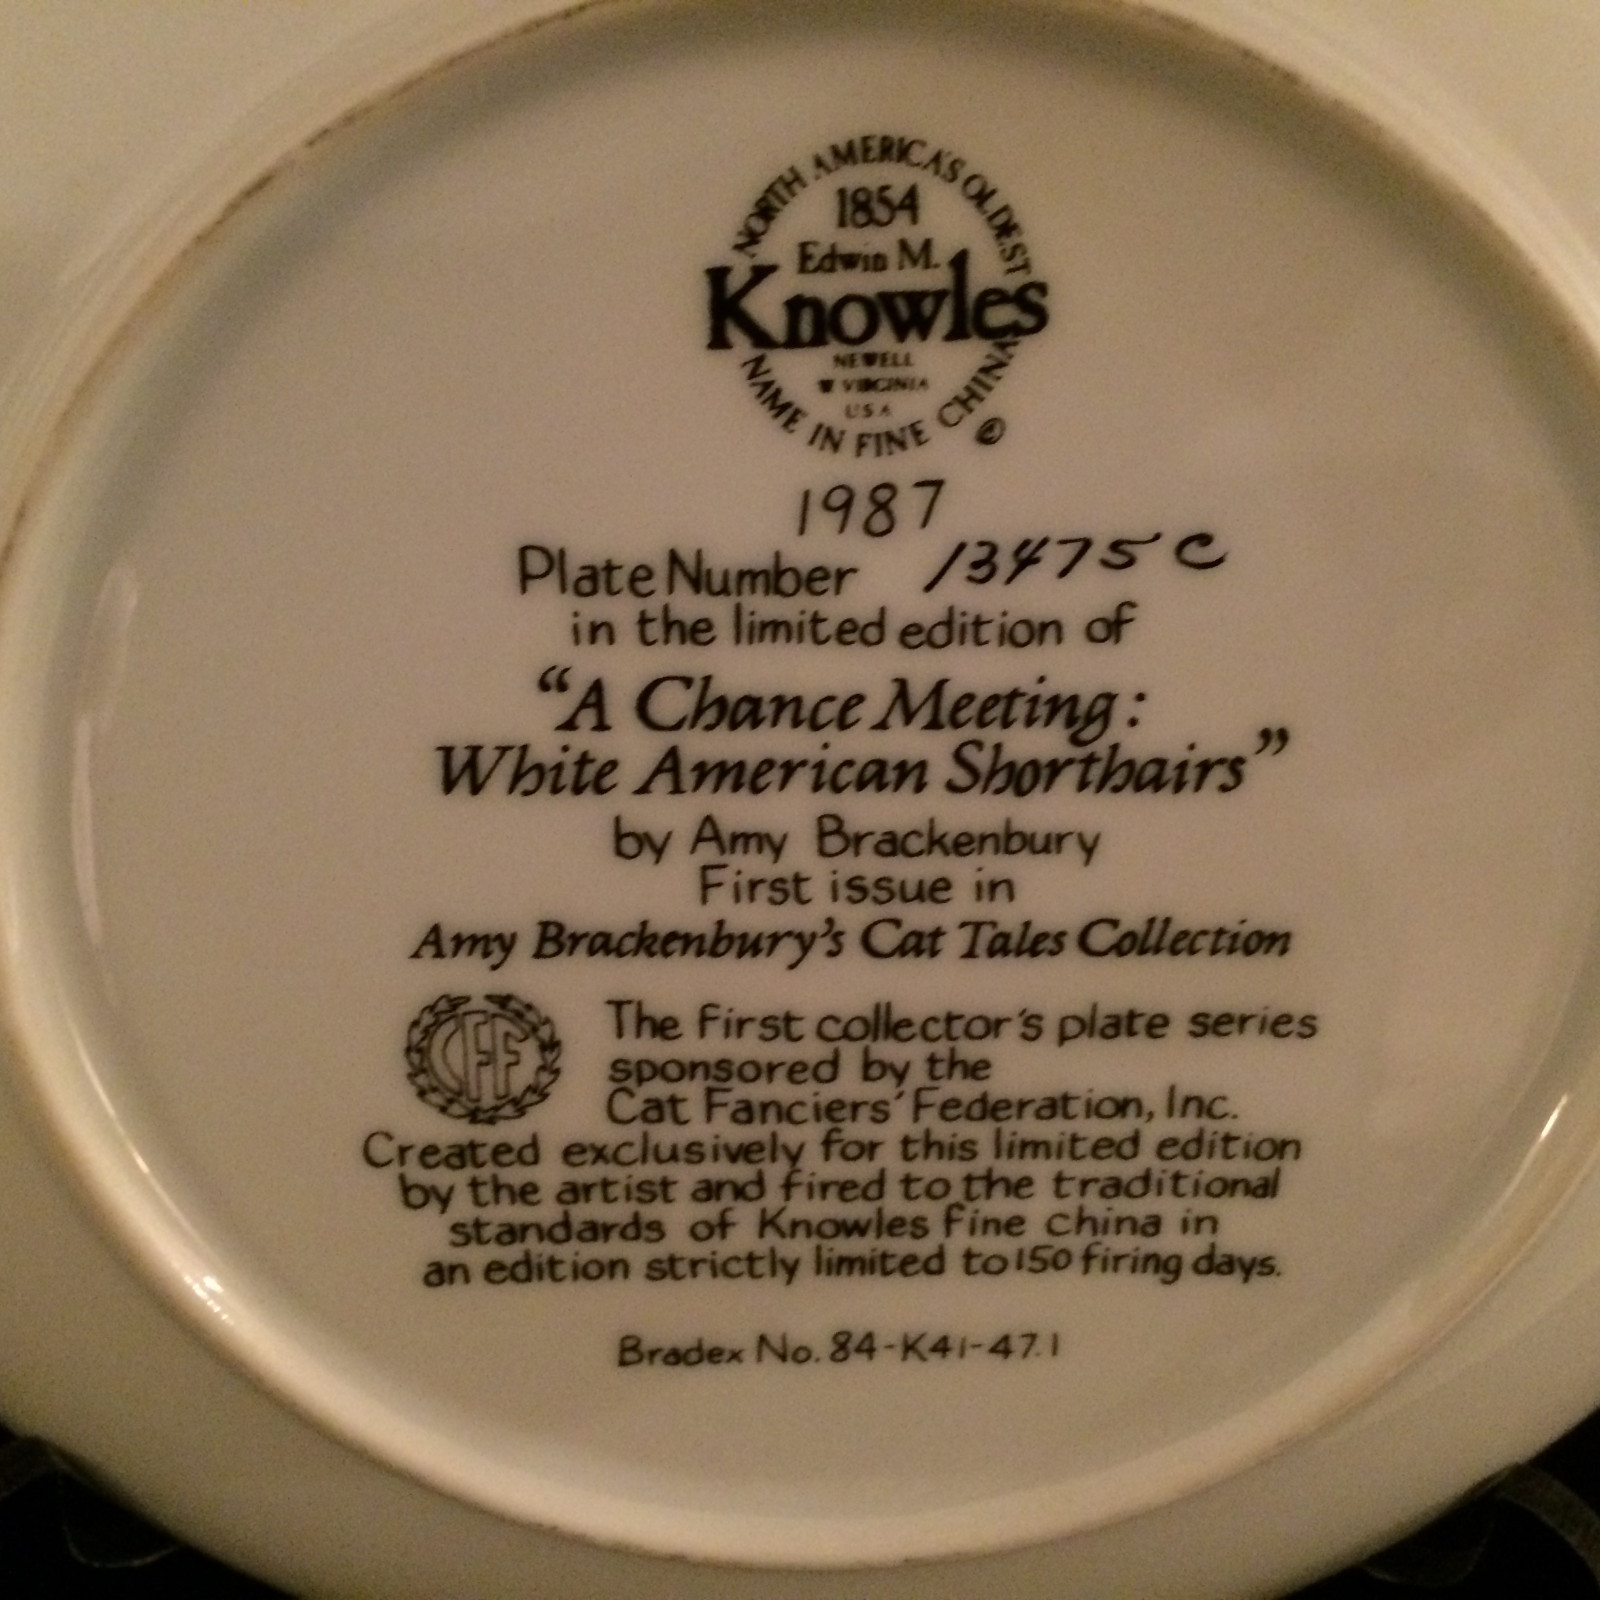 NORTH AMERICA'S OLDEST
1854
Edwin M.
Knowles
NEWELL
W VIRGINIA
USA
NAME IN FINE CHINA
©
1987
Plate Number 13475C
in the limited edition of
“A Chance Meeting:
White American Shorthairs”
by Amy Brackenbury
First issue in
Amy Brackenbury's Cat Tales Collection
CFF
The first collector's plate series
sponsored by the
Cat Fanciers' Federation, Inc.
Created exclusively for this limited edition
by the artist and fired to the traditional
standards of Knowles fine china in
an edition strictly limited to 150 firing days.
Bradex No. 84-K41-47.1